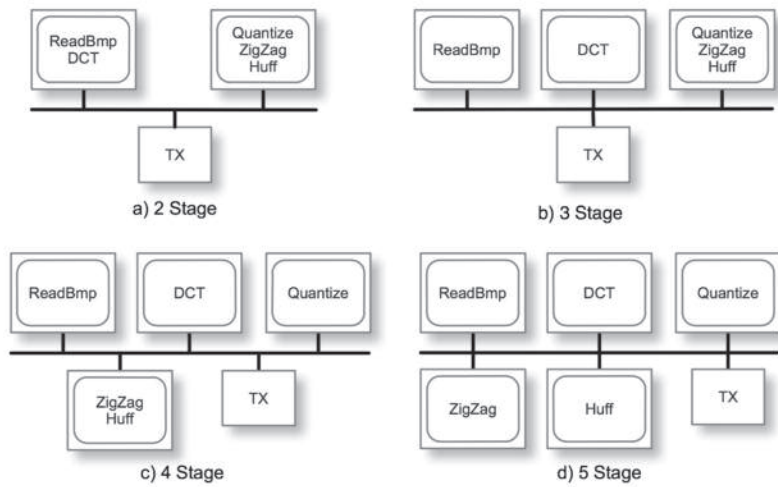 ReadBmp
DCT
Quantize
ZigZag
Huff
TX
a) 2 Stage
ReadBmp
DCT
Quantize
ZigZag
Huff
TX
b) 3 Stage
ReadBmp
DCT
Quantize
ZigZag
Huff
TX
c) 4 Stage
ReadBmp
DCT
Quantize
ZigZag
Huff
TX
d) 5 Stage